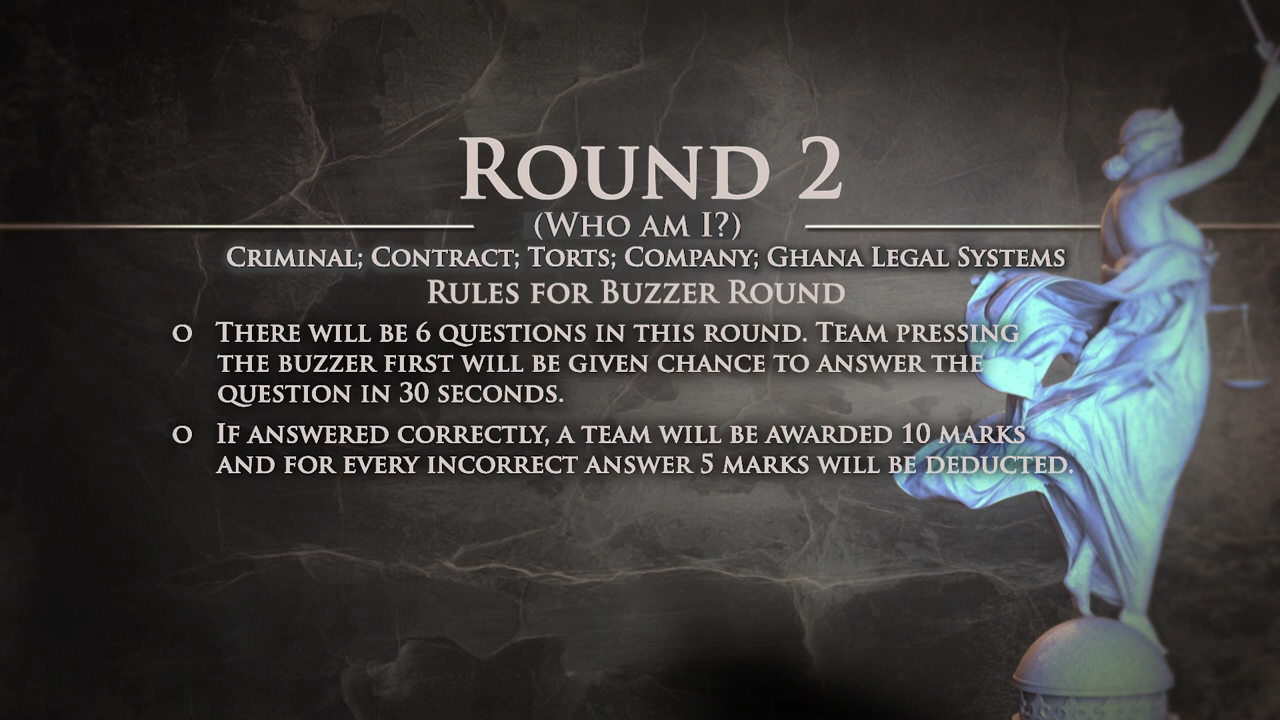 Round 2
(Who am I?)
Criminal; Contract; Torts; Company; Ghana Legal Systems
Rules for Buzzer Round
o There will be 6 questions in this round. Team pressing
the buzzer first will be given chance to answer the
question in 30 seconds.
o If answered correctly, a team will be awarded 10 marks
and for every incorrect answer 5 marks will be deducted.